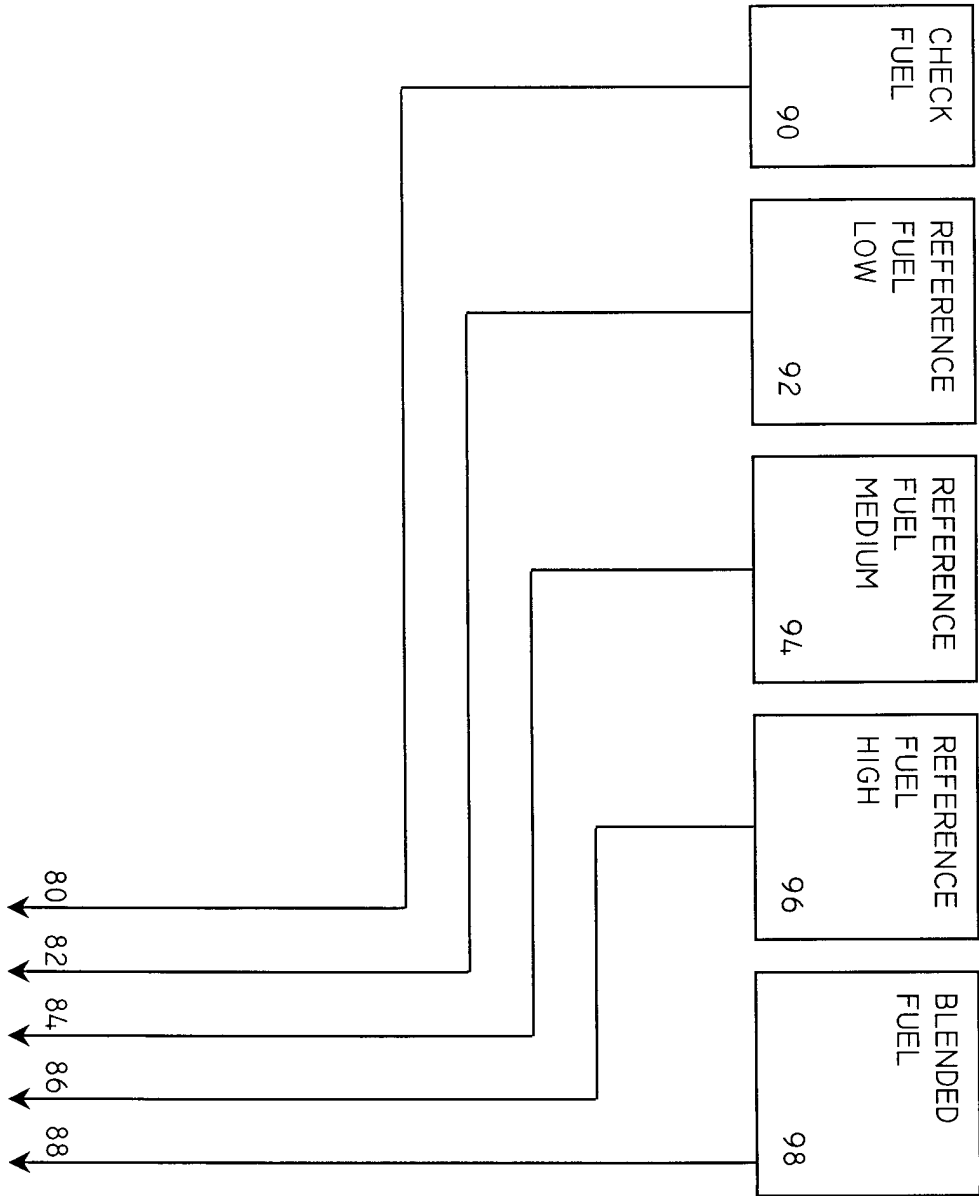 CHECK
FUEL
90
REFERENCE
FUEL
LOW
92
REFERENCE
FUEL
MEDIUM
94
REFERENCE
FUEL
HIGH
96
BLENDED
FUEL
98
80
82
84
86
88